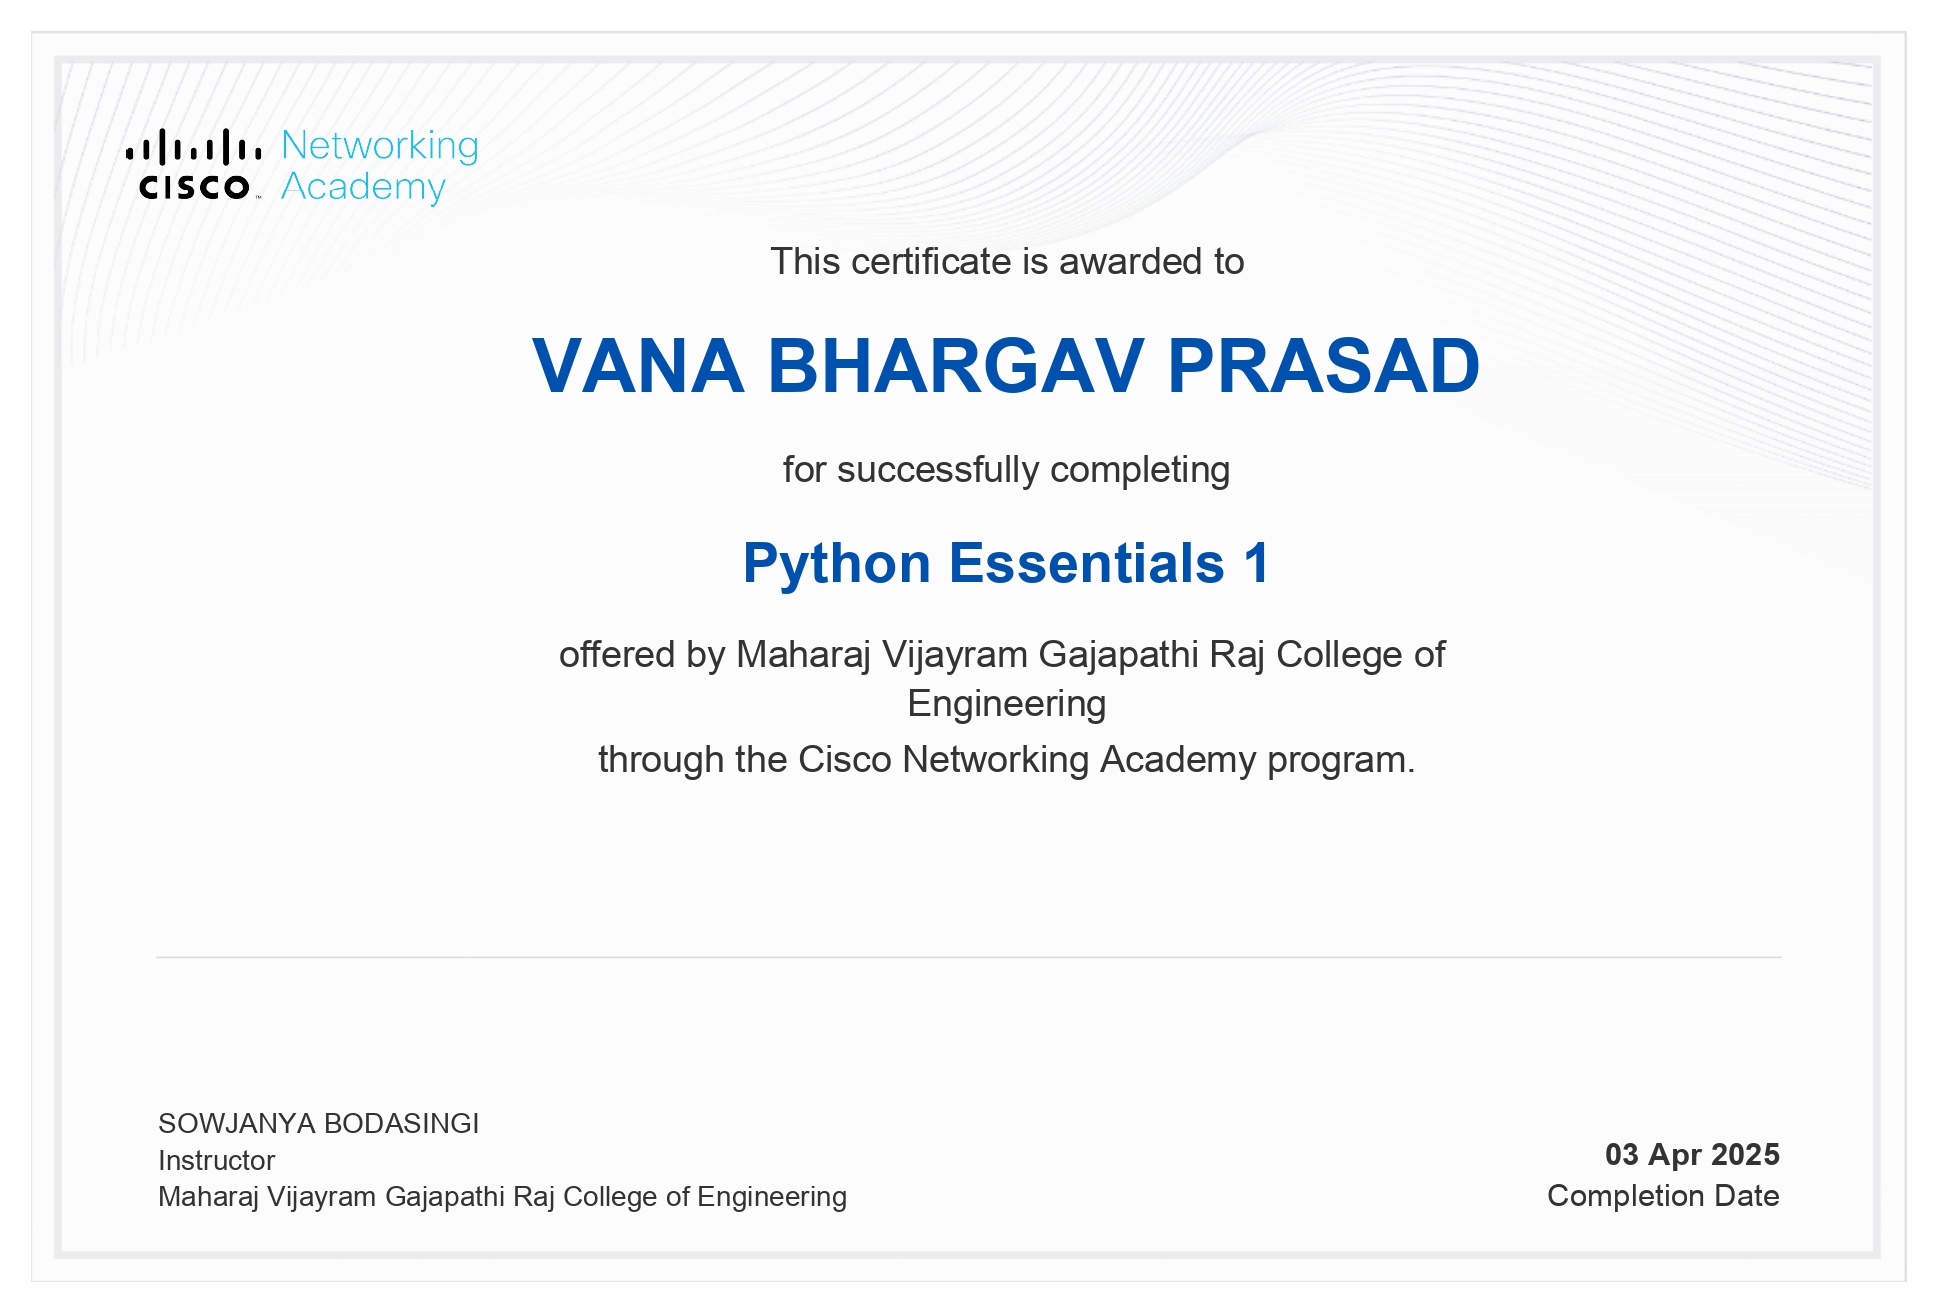 CISCO
Networking
Academy
This certificate is awarded to
VANA BHARGAV PRASAD
for successfully completing
Python Essentials 1
offered by Maharaj Vijayram Gajapathi Raj College of
Engineering
through the Cisco Networking Academy program.
SOWJANYA BODASINGI
Instructor
Maharaj Vijayram Gajapathi Raj College of Engineering
03 Apr 2025
Completion Date